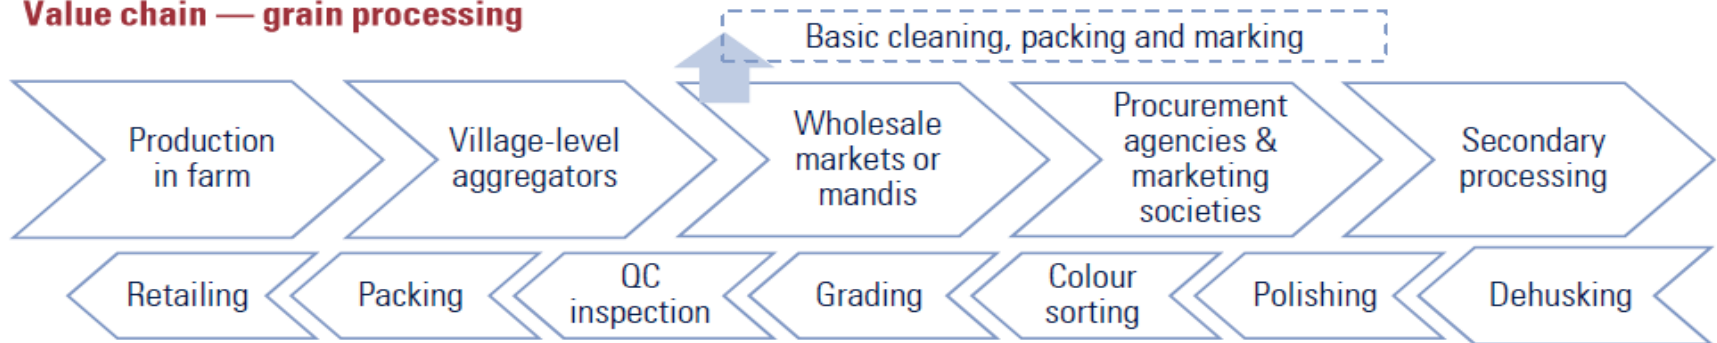 Value chain — grain processing
Basic cleaning, packing and marking
Production
in farm
Village-level
aggregators
Wholesale
markets or
mandis
Procurement
agencies &
marketing
societies
Secondary
processing
Retailing
Packing
QC
inspection
Grading
Colour
sorting
Polishing
Dehusking